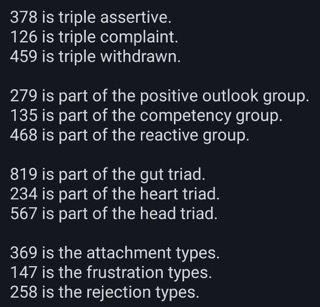 378 is triple assertive.
126 is triple complaint.
459 is triple withdrawn.
279 is part of the positive outlook group.
135 is part of the competency group.
468 is part of the reactive group.
819 is part of the gut triad.
234 is part of the heart triad.
567 is part of the head triad.
369 is the attachment types.
147 is the frustration types.
258 is the rejection types.